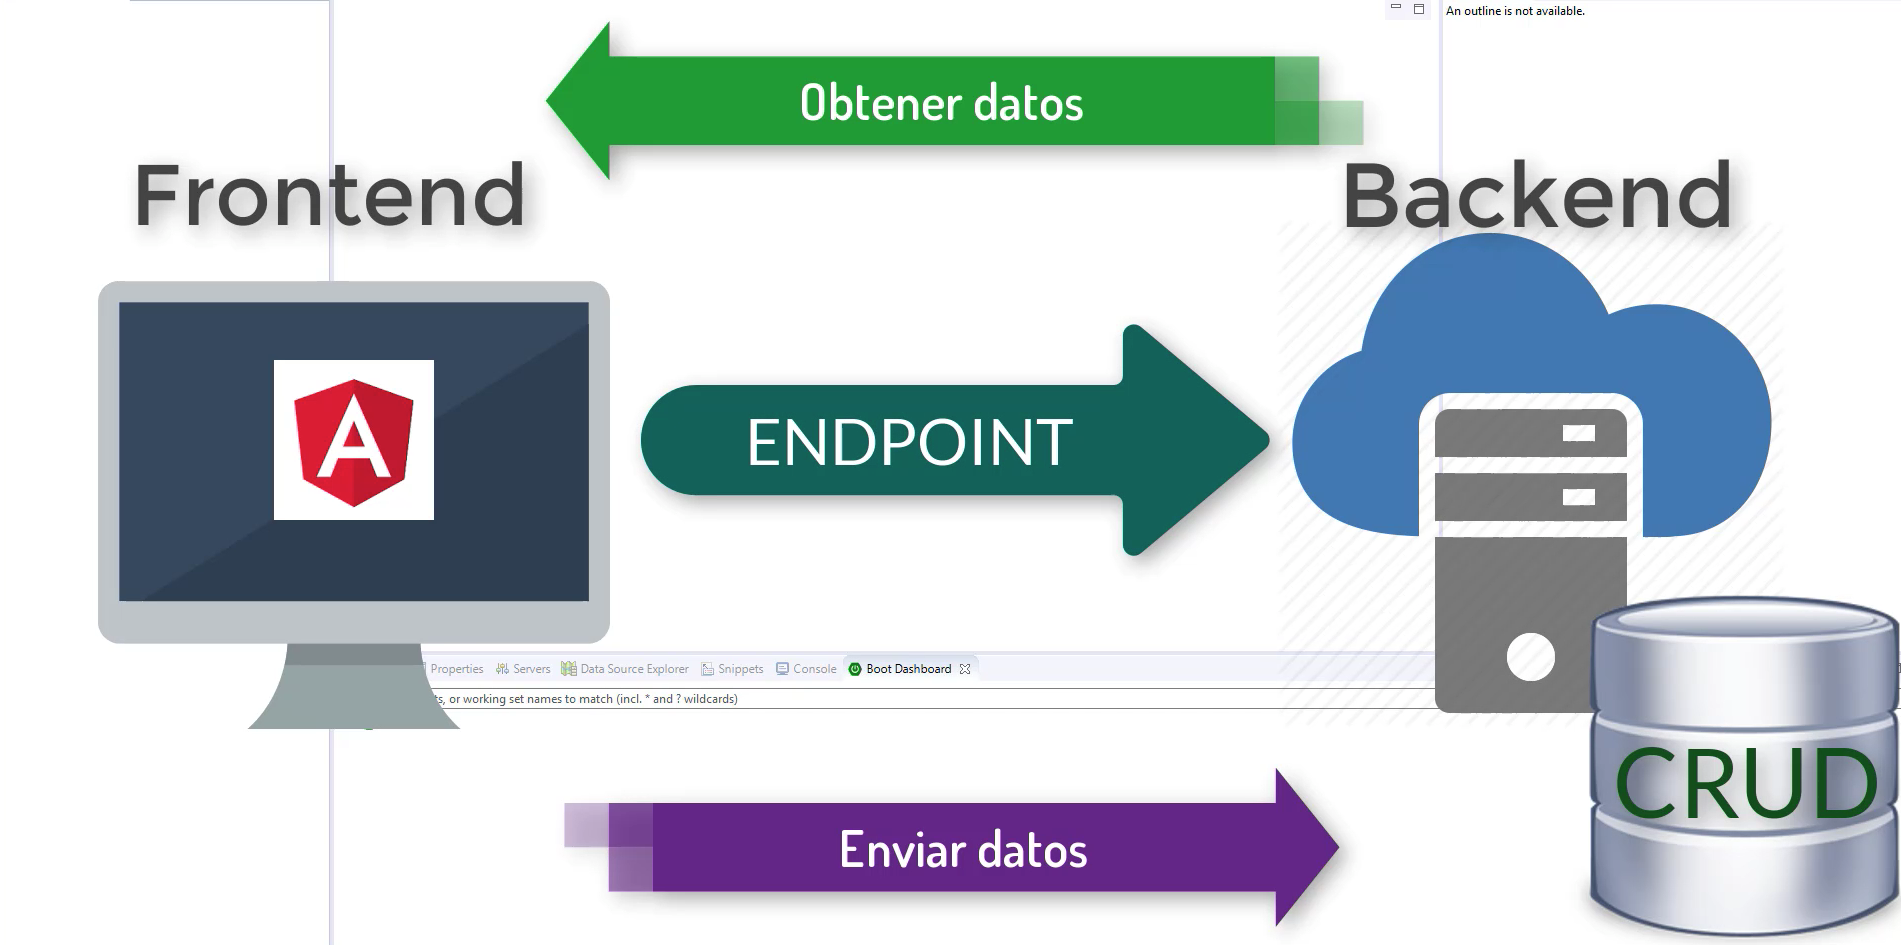 An outline is not available.
Obtener datos
Frontend
Backend
A
ENDPOINT
Properties Servers Data Source Explorer Snippets Console Boot Dashboard
or working set names to match (incl. * and ? wildcards)
CRUD
Enviar datos